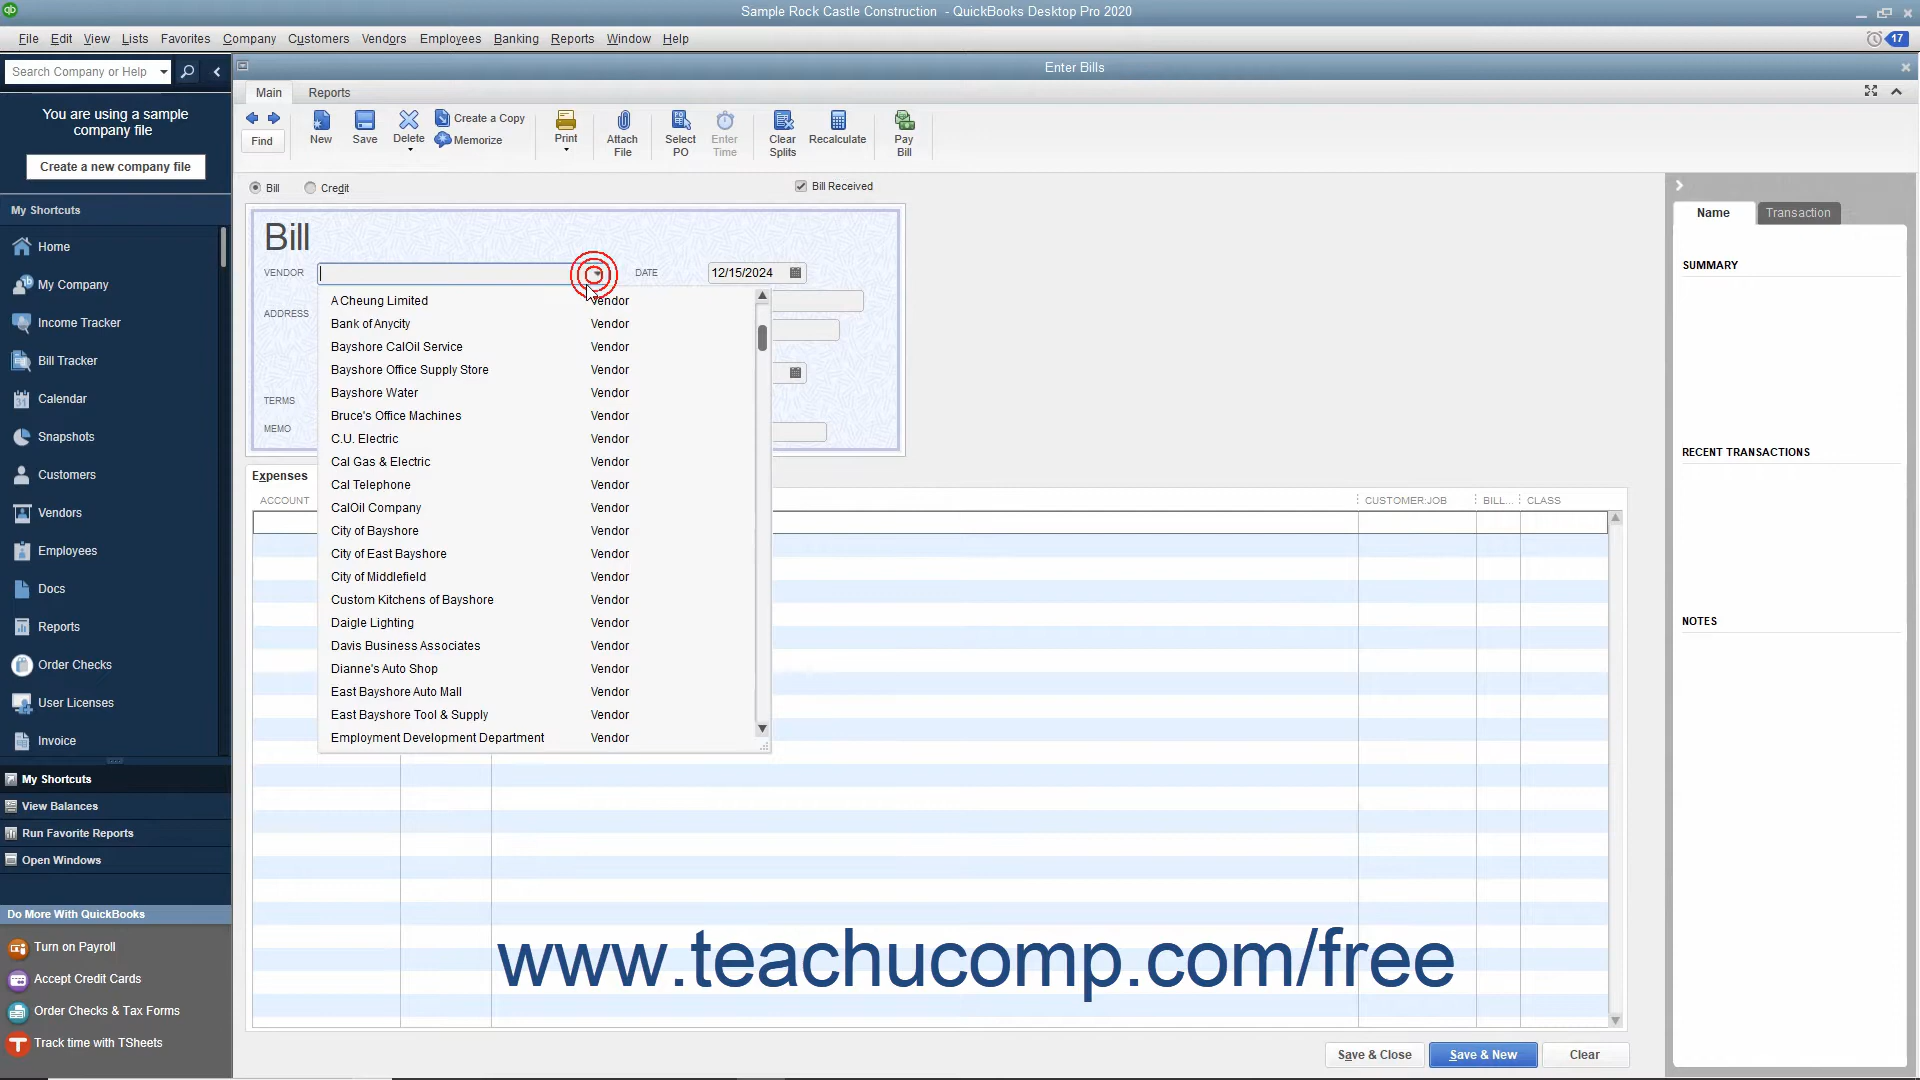 Sample Rock Castle Construction - QuickBooks Desktop Pro 2020
File Edit View Lists Favorites Company Customers Vendors Employees Banking Reports Window Help
17
Search Company or Help
Enter Bills
You are using a sample
company file
Create a new company file
My Shortcuts
Home
My Company
Income Tracker
Bill Tracker
Calendar
Snapshots
Customers
Vendors
Employees
Docs
Reports
Order Checks
User Licenses
Invoice
My Shortcuts
View Balances
Run Favorite Reports
Open Windows
Do More With QuickBooks
Turn on Payroll
Accept Credit Cards
Order Checks & Tax Forms
Track time with TSheets
Main Reports
Find
New
Save
Delete
Create a Copy
Memorize
Print
Attach
File
Select
PO
Enter
Time
Clear
Splits
Recalculate
Pay
Bill
Bill Credit Bill Received
Bill
VENDOR DATE 12/15/2024
ADDRESS
TERMS
MEMO
A Cheung Limited Vendor
Bank of Anycity Vendor
Bayshore CalOil Service Vendor
Bayshore Office Supply Store Vendor
Bayshore Water Vendor
Bruce's Office Machines Vendor
C.U. Electric Vendor
Cal Gas & Electric Vendor
Cal Telephone Vendor
CalOil Company Vendor
City of Bayshore Vendor
City of East Bayshore Vendor
City of Middlefield Vendor
Custom Kitchens of Bayshore Vendor
Daigle Lighting Vendor
Davis Business Associates Vendor
Dianne's Auto Shop Vendor
East Bayshore Auto Mall Vendor
East Bayshore Tool & Supply Vendor
Employment Development Department Vendor
Expenses
ACCOUNT CUSTOMER:JOB BILL... CLASS
www.teachucomp.com/free
Save & Close Save & New Clear
Name Transaction
SUMMARY
RECENT TRANSACTIONS
NOTES